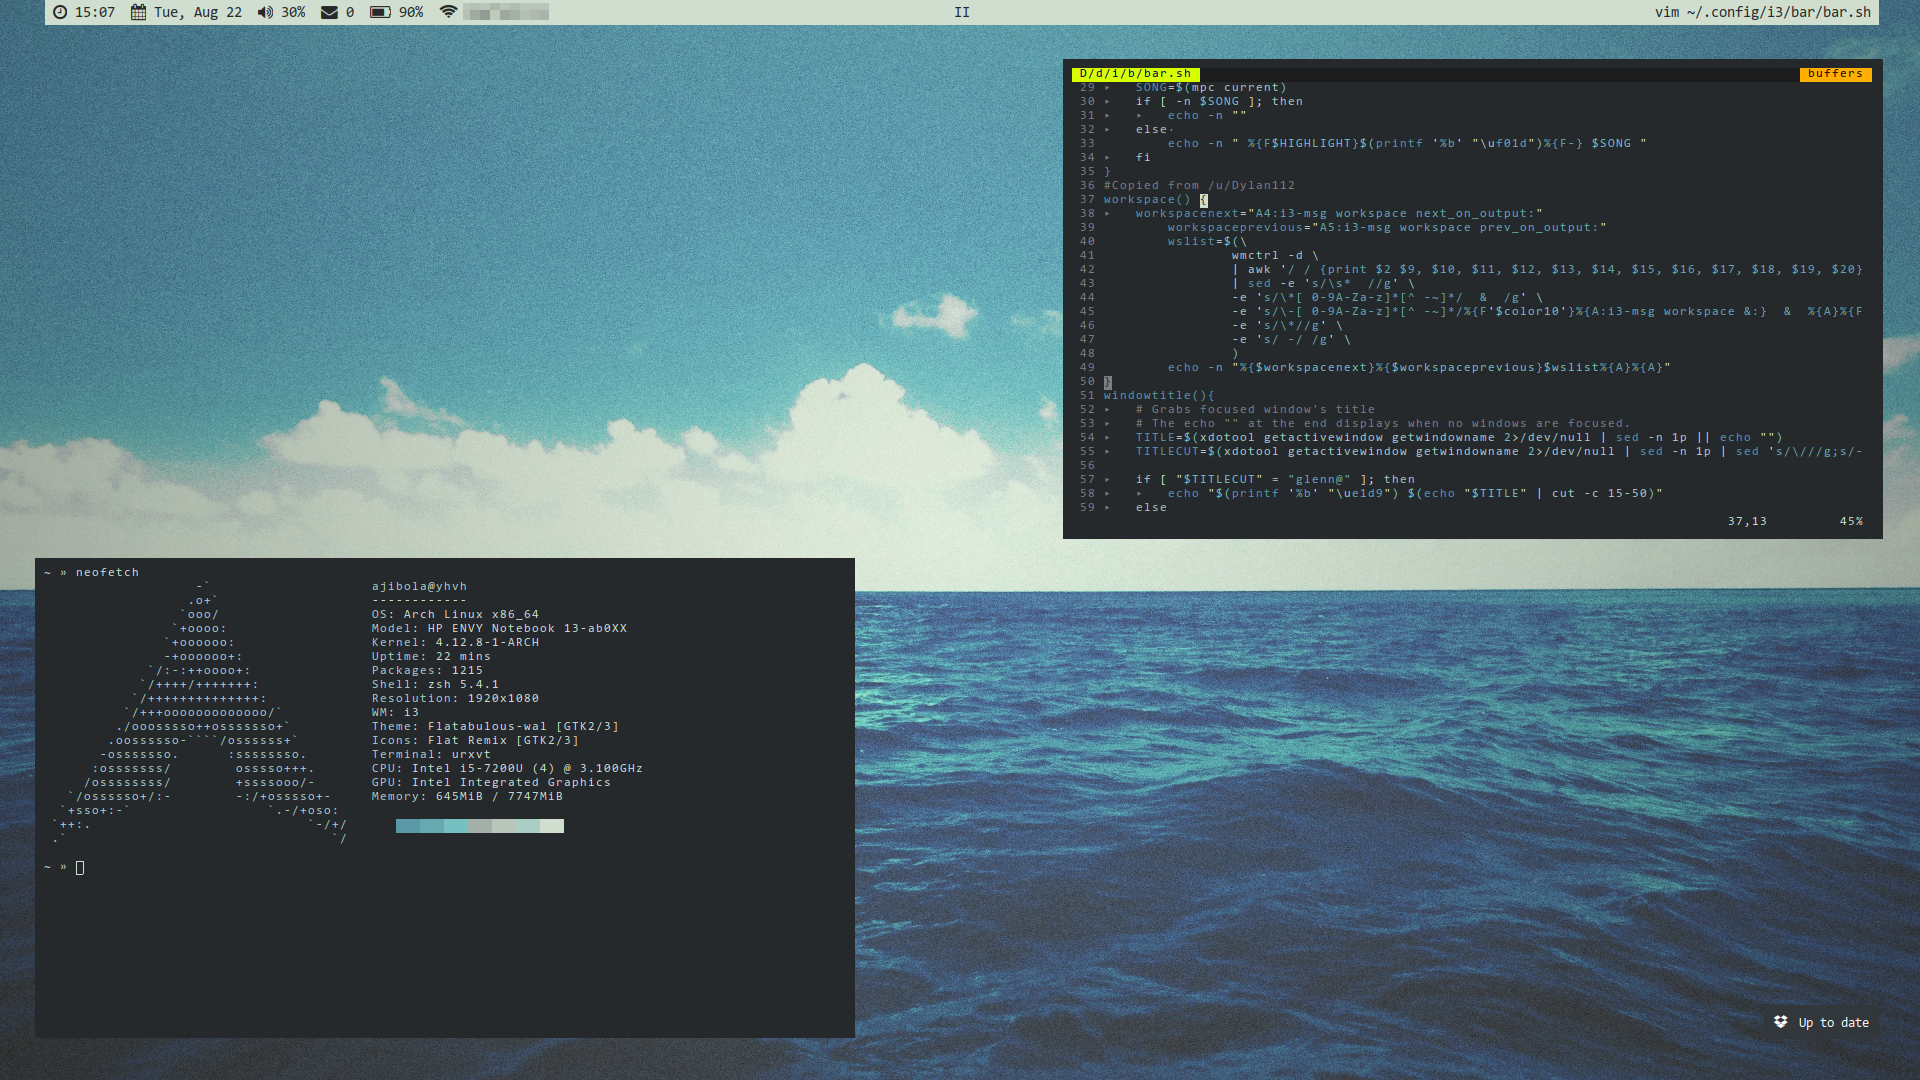 15:07 Tue, Aug 22 30% 0 90%
II
vim ~/.config/i3/bar/bar.sh
D/d/i/b/bar.sh buffers
29 ▸ SONG=$(mpc current)
30 ▸ if [ -n $SONG ]; then
31 ▸ ▸ echo -n ""
32 ▸ else·
33 echo -n " %{F$HIGHLIGHT}$(printf '%b' "\uf01d")%{F-} $SONG "
34 ▸ fi
35 }
36 #Copied from /u/Dylan112
37 workspace() {
38 ▸ workspacenext="A4:i3-msg workspace next_on_output:"
39 workspaceprevious="A5:i3-msg workspace prev_on_output:"
40 wslist=$(\
41 wmctrl -d \
42 | awk '/ / {print $2 $9, $10, $11, $12, $13, $14, $15, $16, $17, $18, $19, $20}
43 | sed -e 's/\s*  //g' \
44 -e 's/\*[ 0-9A-Za-z]*[^ -~]*/  &  /g' \
45 -e 's/\-[ 0-9A-Za-z]*[^ -~]*/%{F'$color10'}%{A:i3-msg workspace &:}  &  %{A}%{F
46 -e 's/\*//g' \
47 -e 's/ -/ /g' \
48 )
49 echo -n "%{$workspacenext}%{$workspaceprevious}$wslist%{A}%{A}"
50 }
51 windowtitle(){
52 ▸ # Grabs focused window's title
53 ▸ # The echo "" at the end displays when no windows are focused.
54 ▸ TITLE=$(xdotool getactivewindow getwindowname 2>/dev/null | sed -n 1p || echo "")
55 ▸ TITLECUT=$(xdotool getactivewindow getwindowname 2>/dev/null | sed -n 1p | sed 's/\///g;s/-
56
57 ▸ if [ "$TITLECUT" = "glenn@" ]; then
58 ▸ ▸ echo "$(printf '%b' "\ue1d9") $(echo "$TITLE" | cut -c 15-50)"
59 ▸ else
37,13 45%
~ » neofetch
-`
.o+`
`ooo/
`+oooo:
`+oooooo:
-+oooooo+:
`/:-:++oooo+:
`/++++/+++++++:
`/++++++++++++++:
`/+++ooooooooooooo/`
./ooosssso++osssssso+`
.oossssso-````/ossssss+`
-osssssso.      :ssssssso.
:osssssss/        osssso+++.
/ossssssss/        +ssssooo/-
`/ossssso+/:-        -:/+osssso+-
`+sso+:-`                 `.-/+oso:
`++:.                           `-/+/
.`                                 `/
ajibola@yhvh
------------
OS: Arch Linux x86_64
Model: HP ENVY Notebook 13-ab0XX
Kernel: 4.12.8-1-ARCH
Uptime: 22 mins
Packages: 1215
Shell: zsh 5.4.1
Resolution: 1920x1080
WM: i3
Theme: Flatabulous-wal [GTK2/3]
Icons: Flat Remix [GTK2/3]
Terminal: urxvt
CPU: Intel i5-7200U (4) @ 3.100GHz
GPU: Intel Integrated Graphics
Memory: 645MiB / 7747MiB
~ »
Up to date